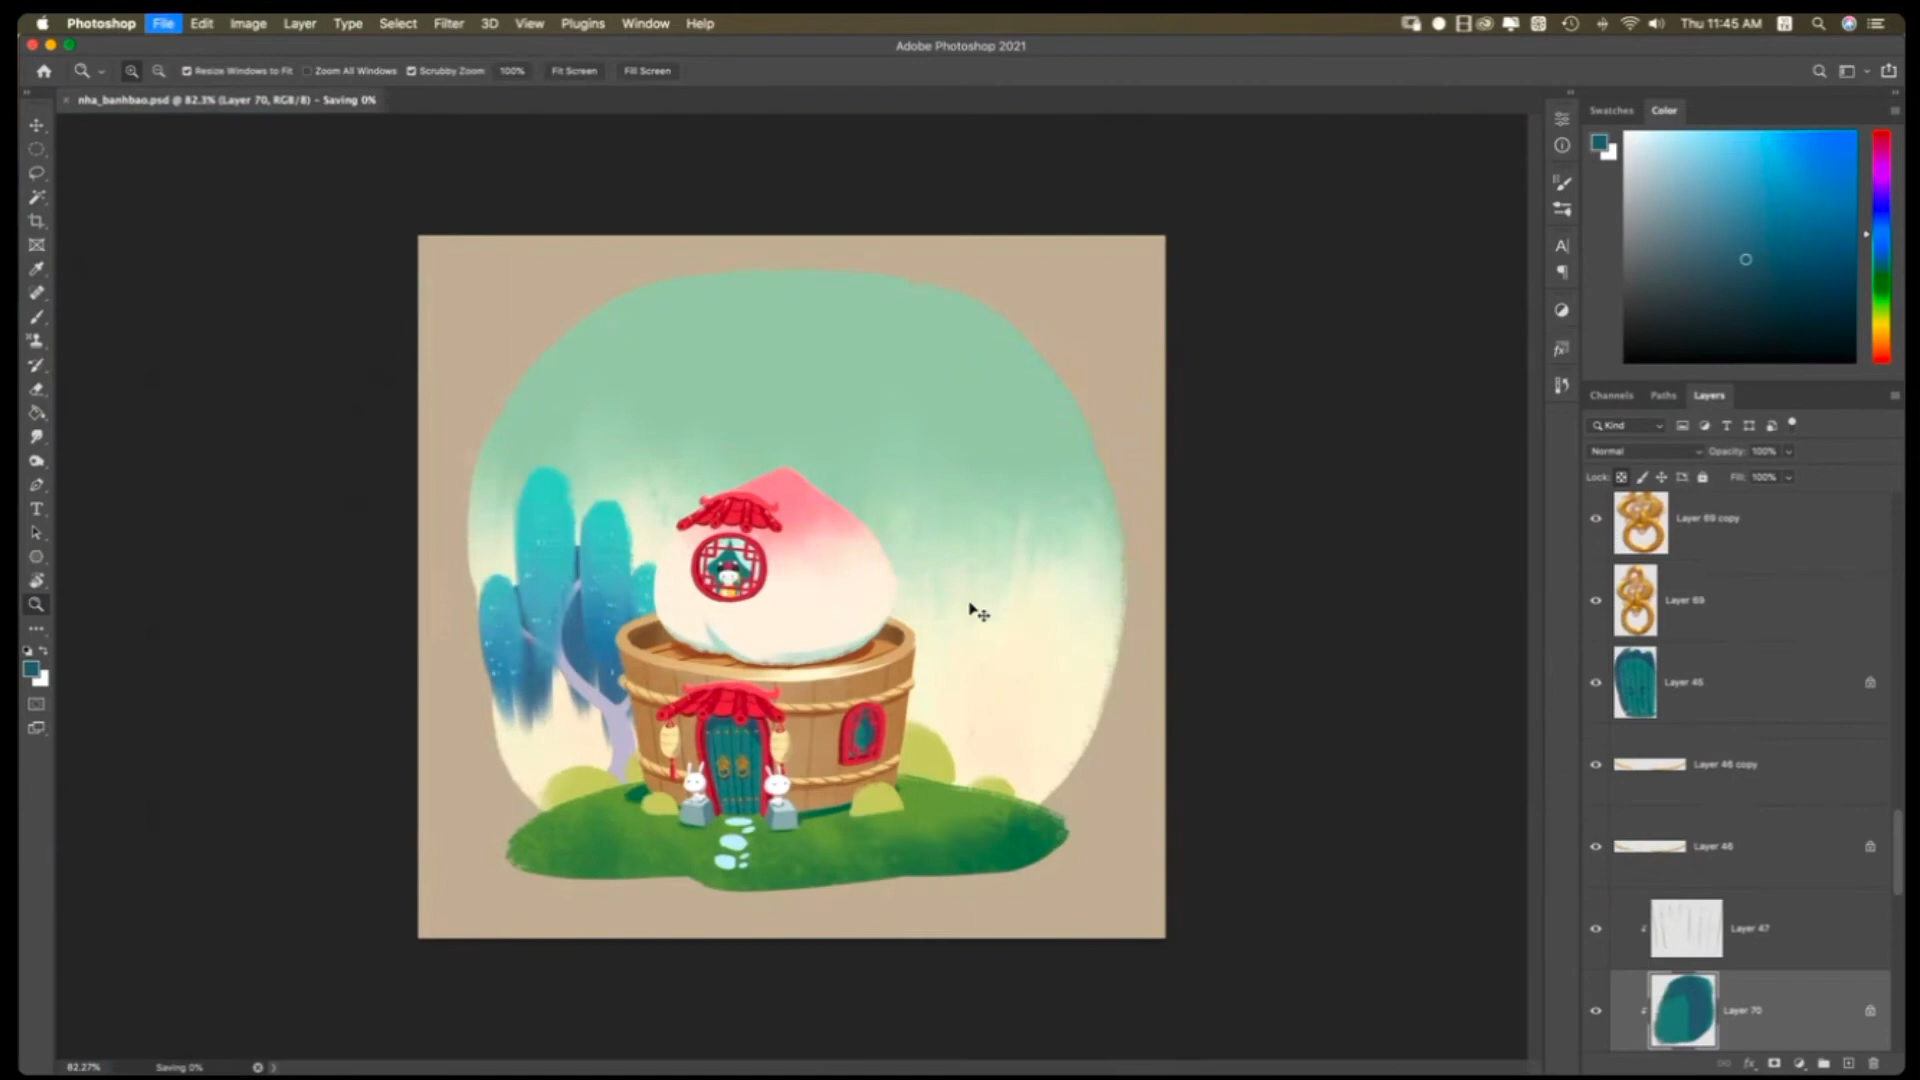 Photoshop File Edit Image Layer Type Select Filter 3D View Plugins Window Help Thu 11:45 AM
Adobe Photoshop 2021
Resize Windows to Fit Zoom All Windows Scrubby Zoom 100% Fit Screen Fill Screen
nha_banhbao.psd @ 82.3% (Layer 70, RGB/8) - Saving 0%
Swatches Color
Channels Paths Layers
Kind
Normal Opacity: 100%
Lock: Fill: 100%
Layer 69 copy
Layer 69
Layer 45
Layer 46 copy
Layer 46
Layer 47
Layer 70
82.27% Saving 0%